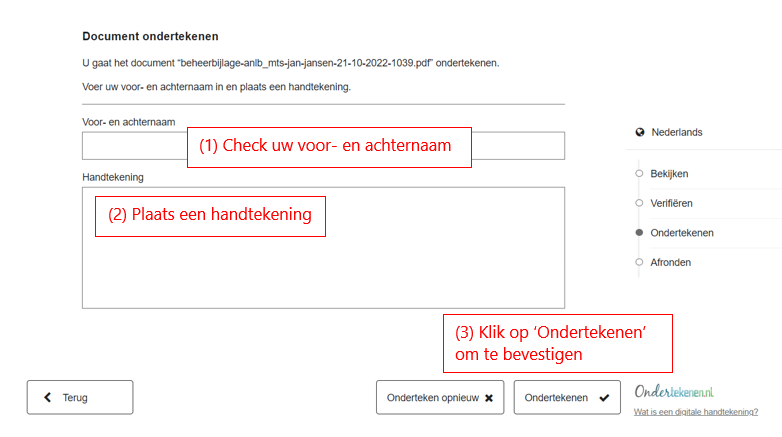 Document ondertekenen
U gaat het document “beheerbijlage-anlb_mts-jan-jansen-21-10-2022-1039.pdf” ondertekenen.
Voer uw voor- en achternaam in en plaats een handtekening.
Voor- en achternaam
(1) Check uw voor- en achternaam
Handtekening
(2) Plaats een handtekening
Nederlands
Bekijken
Verifiëren
Ondertekenen
Afronden
(3) Klik op ‘Ondertekenen’
om te bevestigen
Terug
Onderteken opnieuw
Ondertekenen
Ondertekenen.nl
Wat is een digitale handtekening?